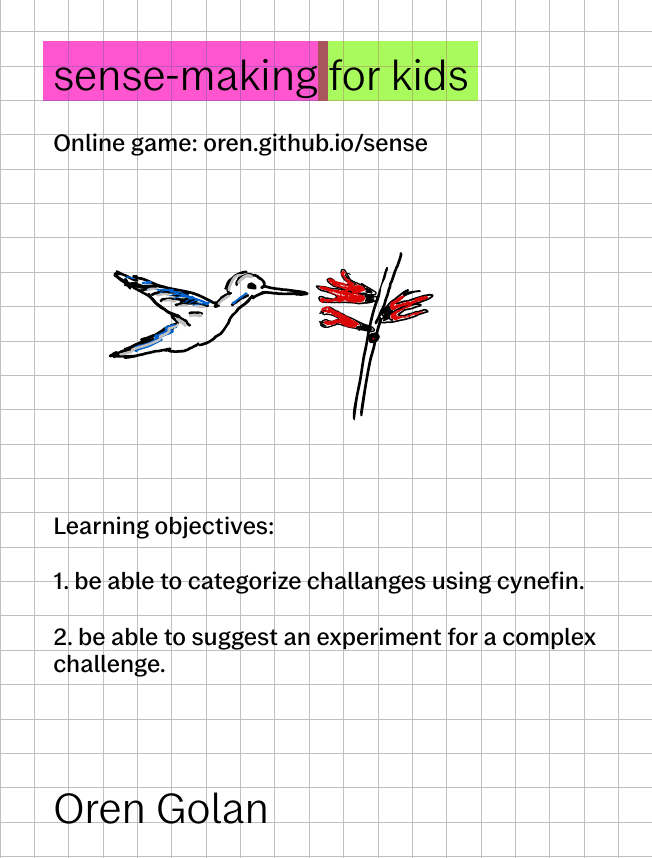 sense-making for kids
Online game: oren.github.io/sense
Learning objectives:
1. be able to categorize challanges using cynefin.
2. be able to suggest an experiment for a complex
challenge.
Oren Golan